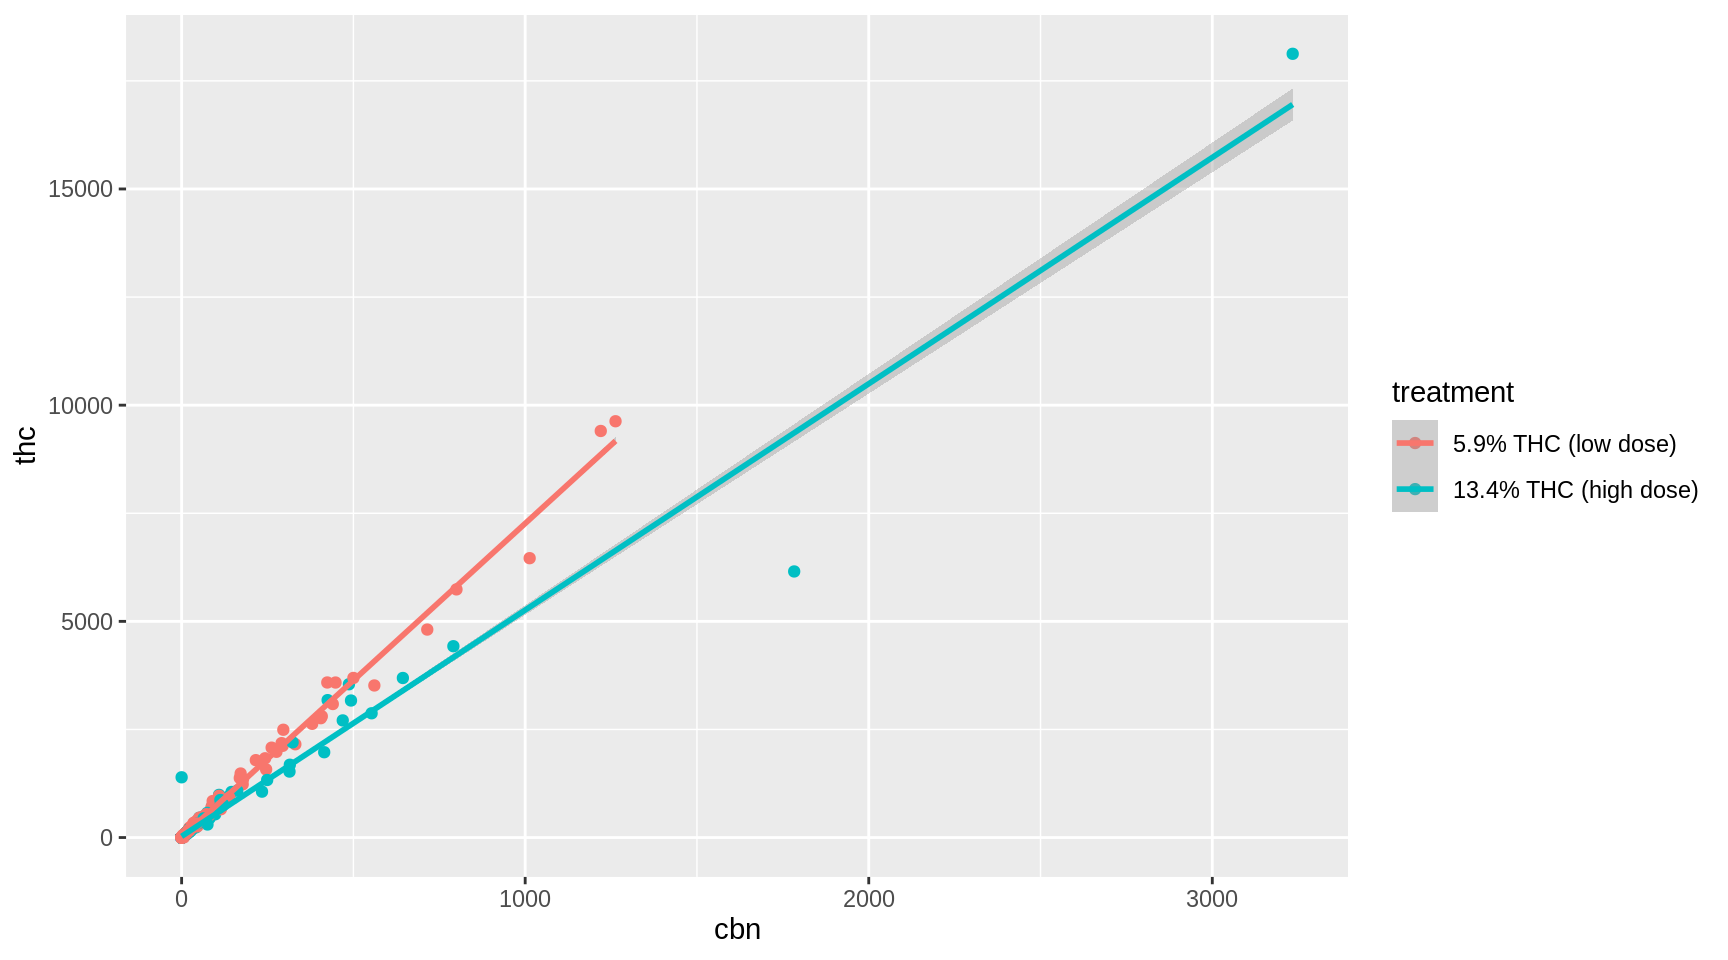 15000
10000
5000
0
thc
0 1000 2000 3000
cbn
treatment
5.9% THC (low dose)
13.4% THC (high dose)